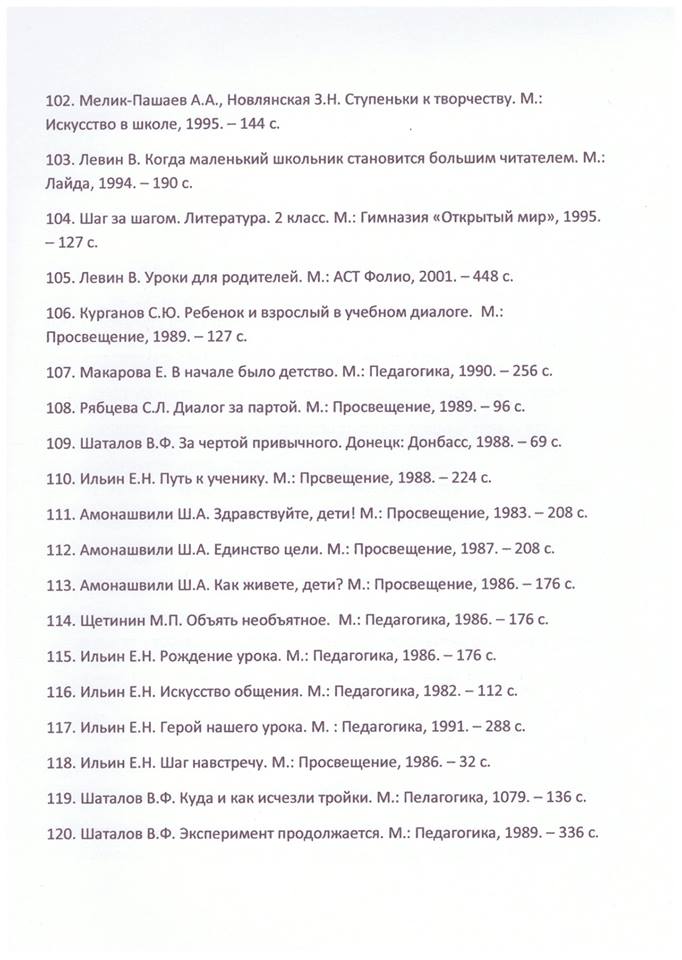 102. Мелик-Пашаев А.А., Новлянская З.Н. Ступеньки к творчеству. М.:
Искусство в школе, 1995. – 144 с.
103. Левин В. Когда маленький школьник становится большим читателем. М.:
Лайда, 1994. – 190 с.
104. Шаг за шагом. Литература. 2 класс. М.: Гимназия «Открытый мир», 1995.
– 127 с.
105. Левин В. Уроки для родителей. М.: АСТ Фолио, 2001. – 448 с.
106. Курганов С.Ю. Ребенок и взрослый в учебном диалоге.  М.:
Просвещение, 1989. – 127 с.
107. Макарова Е. В начале было детство. М.: Педагогика, 1990. – 256 с.
108. Рябцева С.Л. Диалог за партой. М.: Просвещение, 1989. – 96 с.
109. Шаталов В.Ф. За чертой привычного. Донецк: Донбасс, 1988. – 69 с.
110. Ильин Е.Н. Путь к ученику. М.: Прсвещение, 1988. – 224 с.
111. Амонашвили Ш.А. Здравствуйте, дети! М.: Просвещение, 1983. – 208 с.
112. Амонашвили Ш.А. Единство цели. М.: Просвещение, 1987. – 208 с.
113. Амонашвили Ш.А. Как живете, дети? М.: Просвещение, 1986. – 176 с.
114. Щетинин М.П. Объять необъятное.  М.: Педагогика, 1986. – 176 с.
115. Ильин Е.Н. Рождение урока. М.: Педагогика, 1986. – 176 с.
116. Ильин Е.Н. Искусство общения. М.: Педагогика, 1982. – 112 с.
117. Ильин Е.Н. Герой нашего урока. М. : Педагогика, 1991. – 288 с.
118. Ильин Е.Н. Шаг навстречу. М.: Просвещение, 1986. – 32 с.
119. Шаталов В.Ф. Куда и как исчезли тройки. М.: Пелагогика, 1079. – 136 с.
120. Шаталов В.Ф. Эксперимент продолжается. М.: Педагогика, 1989. – 336 с.